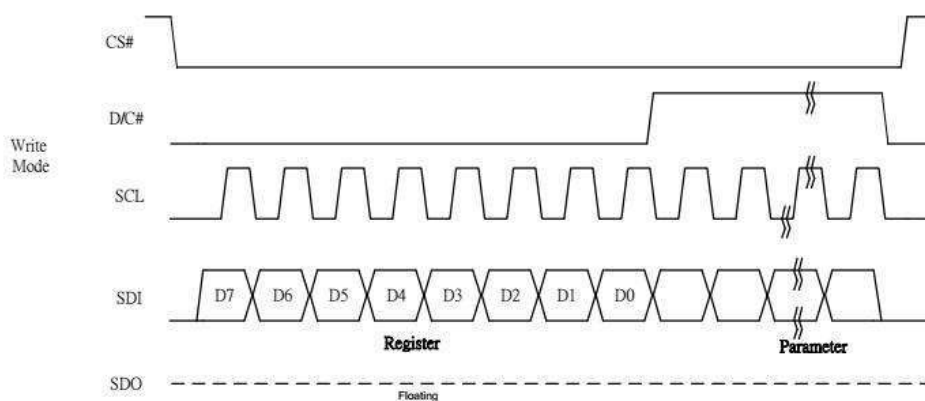 CS#
D/C#
Write
Mode
SCL
SDI D7 D6 D5 D4 D3 D2 D1 D0
Register Parameter
SDO
Floating